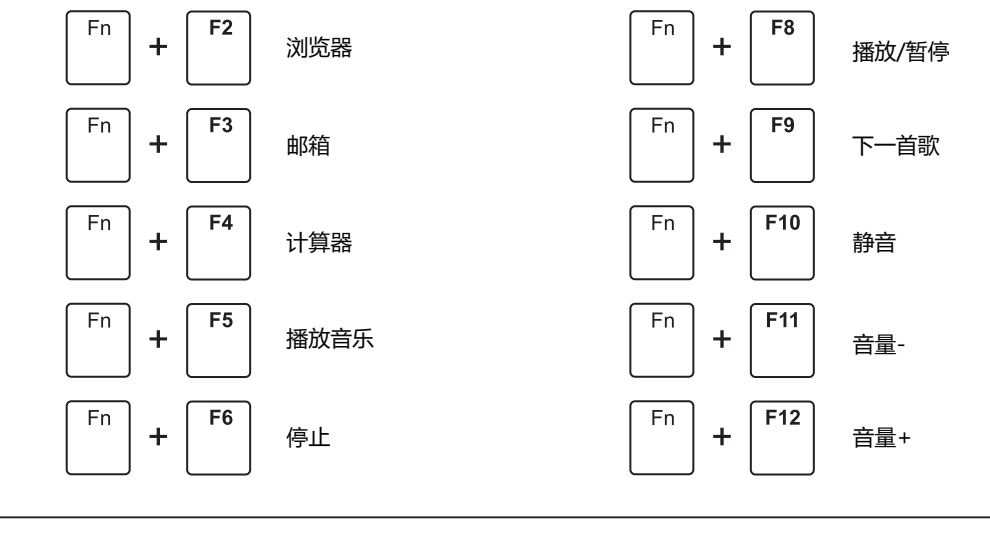 Fn + F2 浏览器
Fn + F3 邮箱
Fn + F4 计算器
Fn + F5 播放音乐
Fn + F6 停止
Fn + F8 播放/暂停
Fn + F9 下一首歌
Fn + F10 静音
Fn + F11 音量-
Fn + F12 音量+